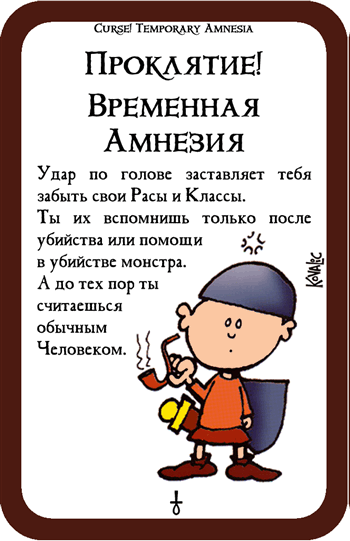 Curse! Temporary Amnesia
Проклятие!
Временная
Амнезия
Удар по голове заставляет тебя
забыть свои Расы и Классы.
Ты их вспомнишь только после
убийства или помощи
в убийстве монстра.
А до тех пор ты
считаешься
обычным
Человеком.
Kovalic